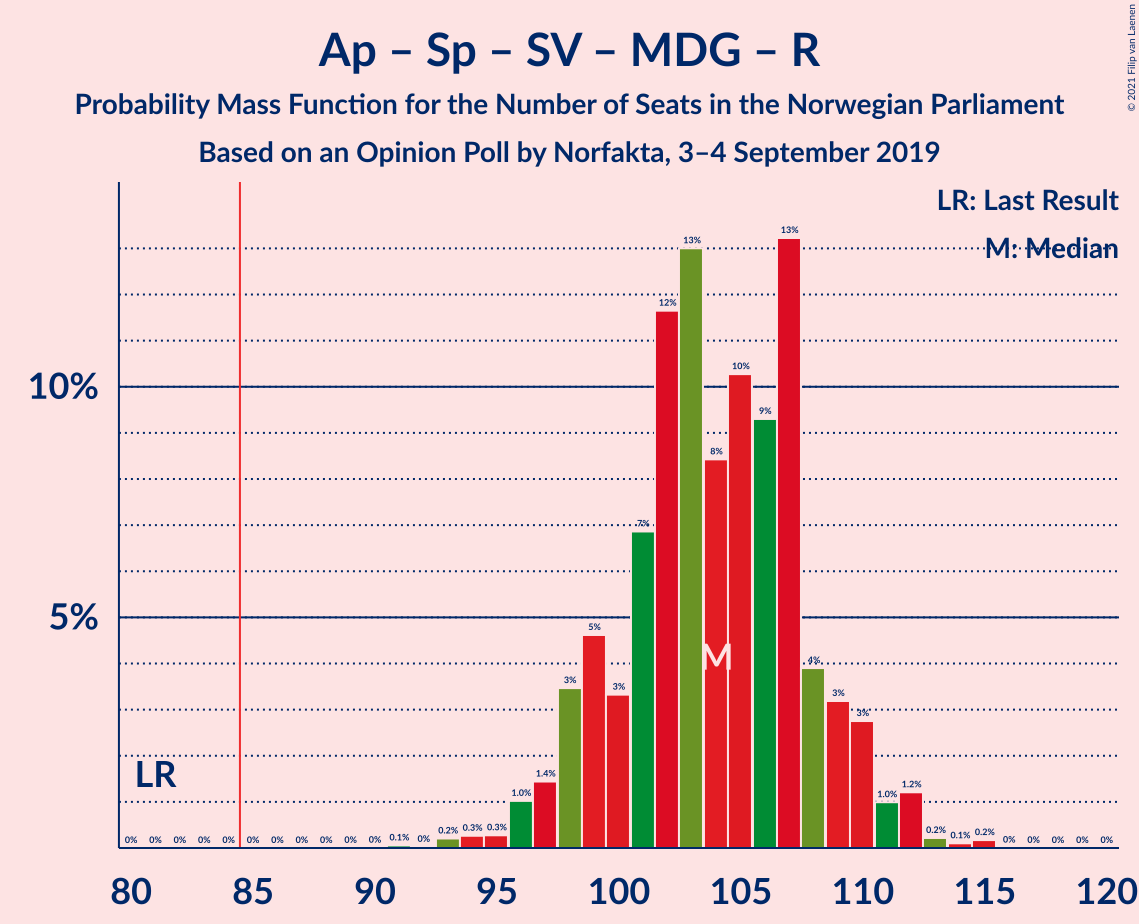 Ap – Sp – SV – MDG – R
Probability Mass Function for the Number of Seats in the Norwegian Parliament
Based on an Opinion Poll by Norfakta, 3–4 September 2019
© 2021 Filip van Laenen
LR: Last Result
M: Median
10%
5%
LR
M
0% 0% 0% 0% 0% 0% 0% 0% 0% 0% 0% 0.1% 0% 0.2% 0.3% 0.3% 1.0% 1.4% 3% 5% 3% 7% 12% 13% 8% 10% 9% 13% 4% 3% 3% 1.0% 1.2% 0.2% 0.1% 0.2% 0% 0% 0% 0% 0%
80 85 90 95 100 105 110 115 120